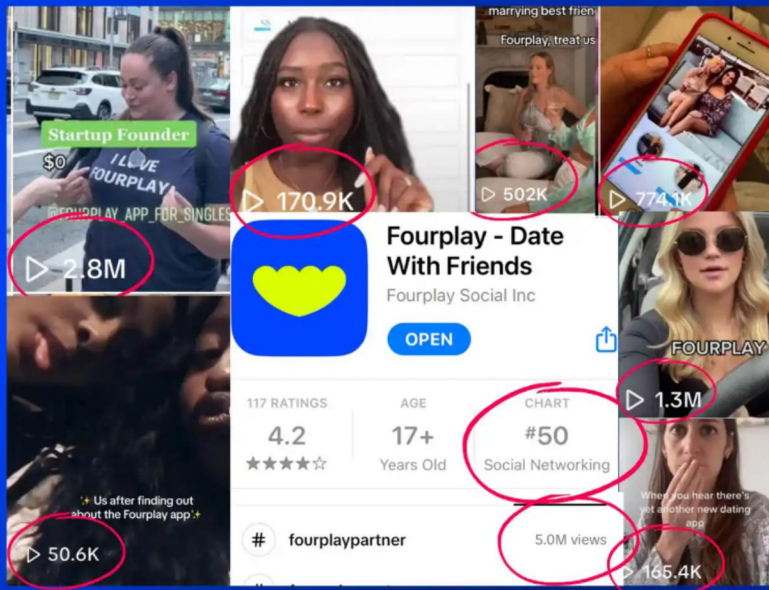 Startup Founder
$0
I LOVE
FOURPLAY
@FOURPLAY_APP_FOR_SINGLES
2.8M
170.9K
marrying best frien
Fourplay, treat us
502K
774.1K
Fourplay - Date
With Friends
Fourplay Social Inc
OPEN
117 RATINGS
4.2
AGE
17+
Years Old
CHART
#50
Social Networking
# fourplaypartner
5.0M views
FOURPLAY
1.3M
✨ Us after finding out
about the Fourplay app ✨
50.6K
When you hear there's
yet another new dating
app
165.4K